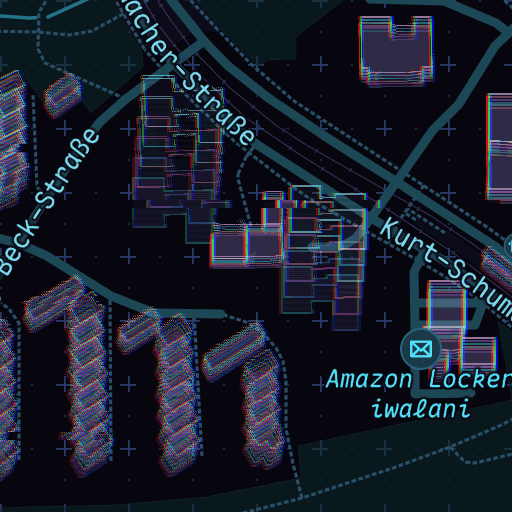 acher-Straße
Beck-Straße
Kurt-Schum
Amazon Locker
iwalani